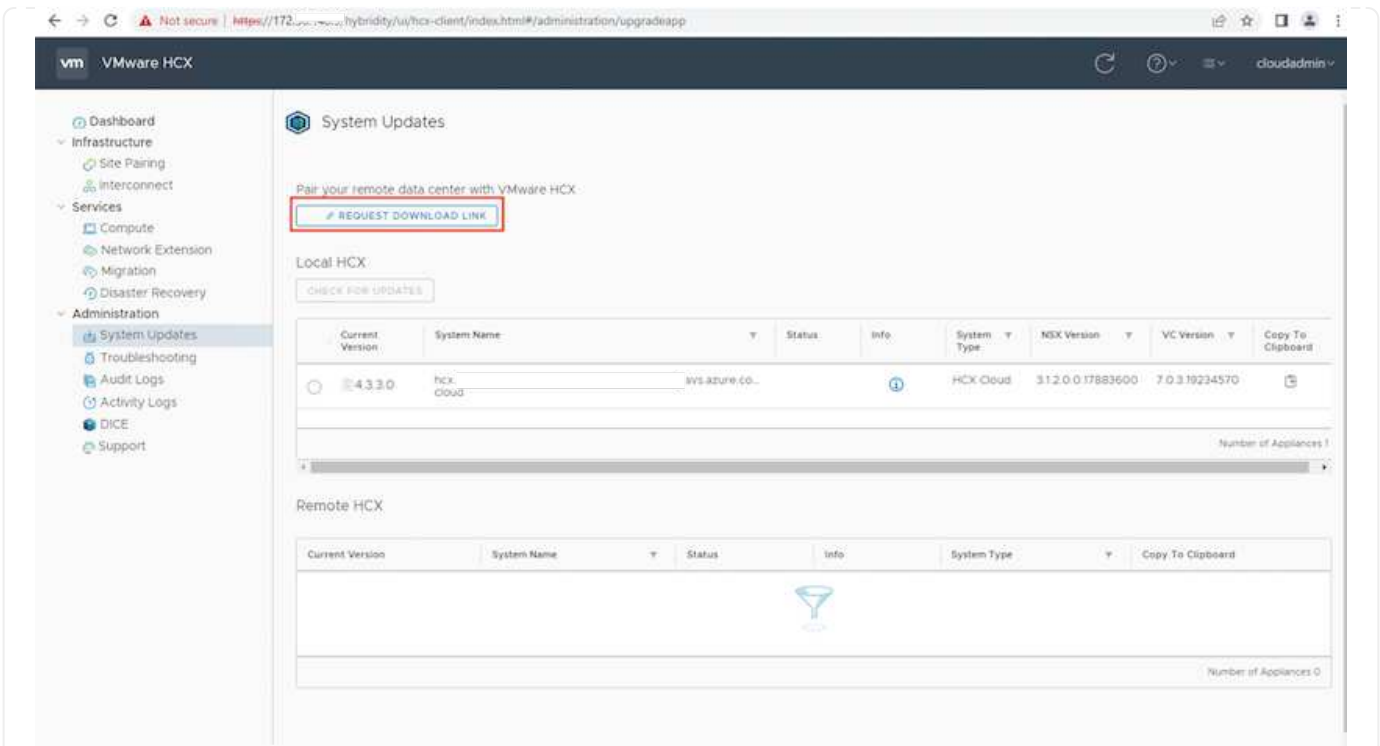 Not secure | https://172. hybridity/ui/hcx-client/index.html#/administration/upgradeapp
vm VMware HCX
cloudadmin
Dashboard
Infrastructure
Site Pairing
Interconnect
Services
Compute
Network Extension
Migration
Disaster Recovery
Administration
System Updates
Troubleshooting
Audit Logs
Activity Logs
DICE
Support
System Updates
Pair your remote data center with VMware HCX
REQUEST DOWNLOAD LINK
Local HCX
CHECK FOR UPDATES
Current Version System Name Status Info System Type NSX Version VC Version Copy To Clipboard
4.3.3.0 hcx. avs.azure.co... HCX Cloud 3.1.2.0.0.17883600 7.0.3.19234570
cloud
Number of Appliances 1
Remote HCX
Current Version System Name Status Info System Type Copy To Clipboard
Number of Appliances 0